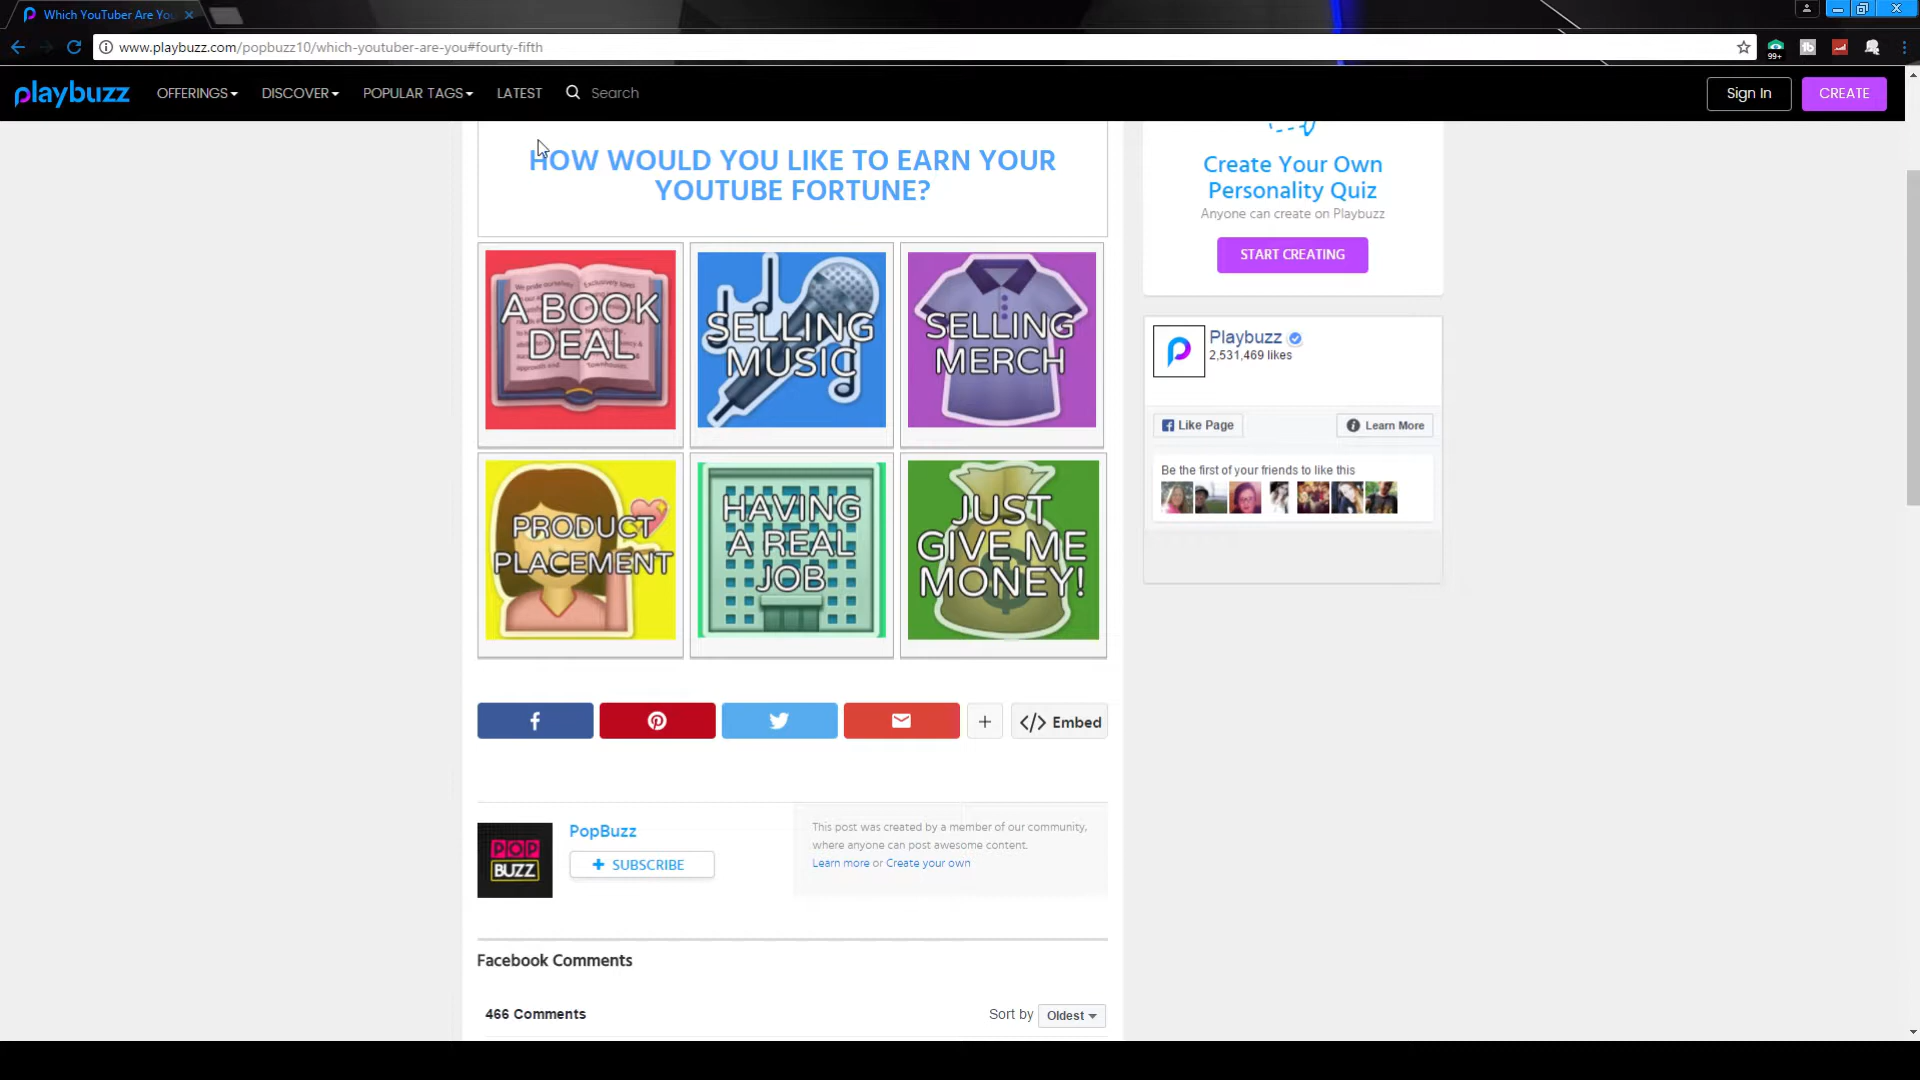 Which YouTuber Are Yo
www.playbuzz.com/popbuzz10/which-youtuber-are-you#fourty-fifth
99+
playbuzz
OFFERINGS
DISCOVER
POPULAR TAGS
LATEST
Search
Sign In
CREATE
HOW WOULD YOU LIKE TO EARN YOUR
YOUTUBE FORTUNE?
A BOOK
DEAL
SELLING
MUSIC
SELLING
MERCH
PRODUCT
PLACEMENT
HAVING
A REAL
JOB
JUST
GIVE ME
MONEY!
Embed
POP
BUZZ
PopBuzz
+ SUBSCRIBE
This post was created by a member of our community,
where anyone can post awesome content.
Learn more or Create your own
Facebook Comments
466 Comments
Sort by Oldest
Create Your Own
Personality Quiz
Anyone can create on Playbuzz
START CREATING
Playbuzz
2,531,469 likes
Like Page
Learn More
Be the first of your friends to like this